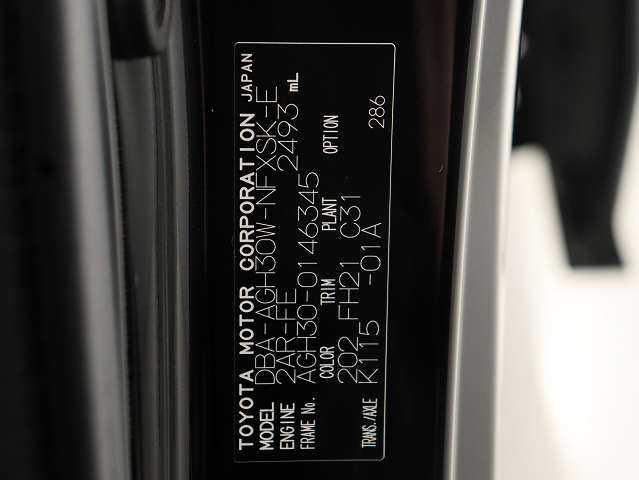 TOYOTA MOTOR CORPORATION JAPAN
MODEL DBA-AGH30W-NFXSK-E
ENGINE 2AR-FE 2493 mL
FRAME No. AGH30-0146345
COLOR TRIM PLANT OPTION
202 FH21 C31
TRANS./AXLE K115 -01A 286